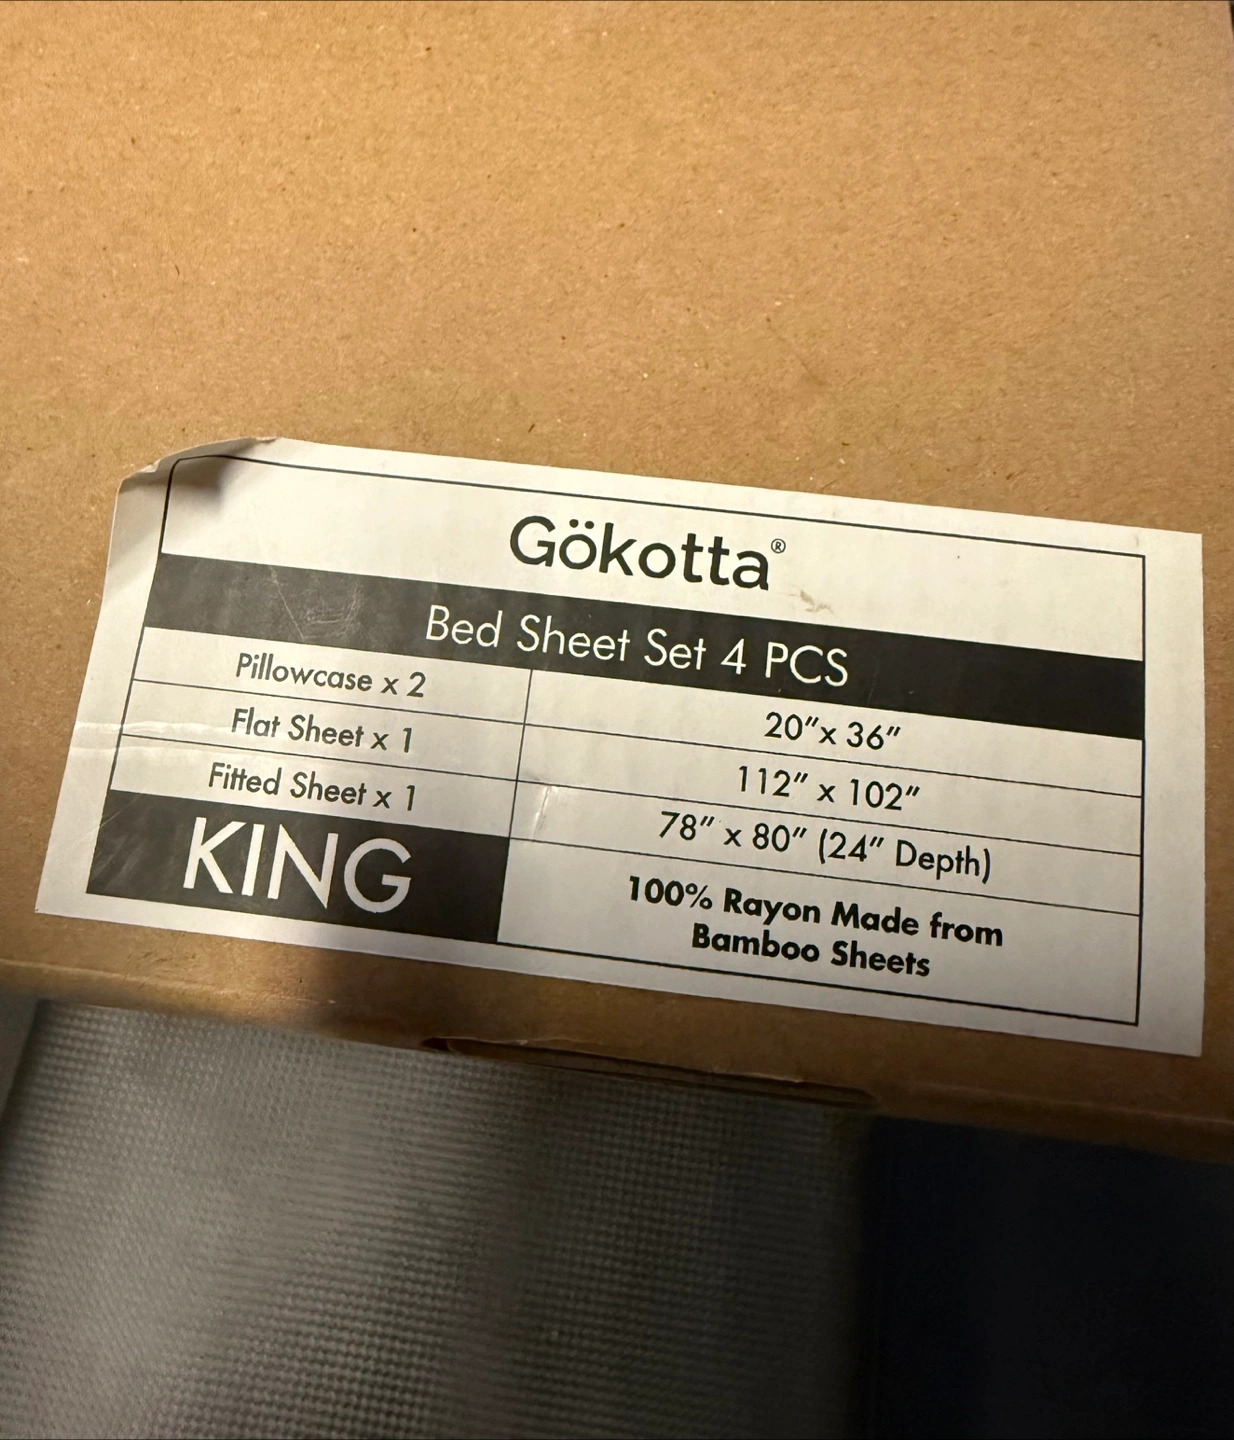 Gökotta®
Bed Sheet Set 4 PCS
Pillowcase x 2 20”x 36”
Flat Sheet x 1 112” x 102”
Fitted Sheet x 1 78” x 80” (24” Depth)
KING
100% Rayon Made from
Bamboo Sheets